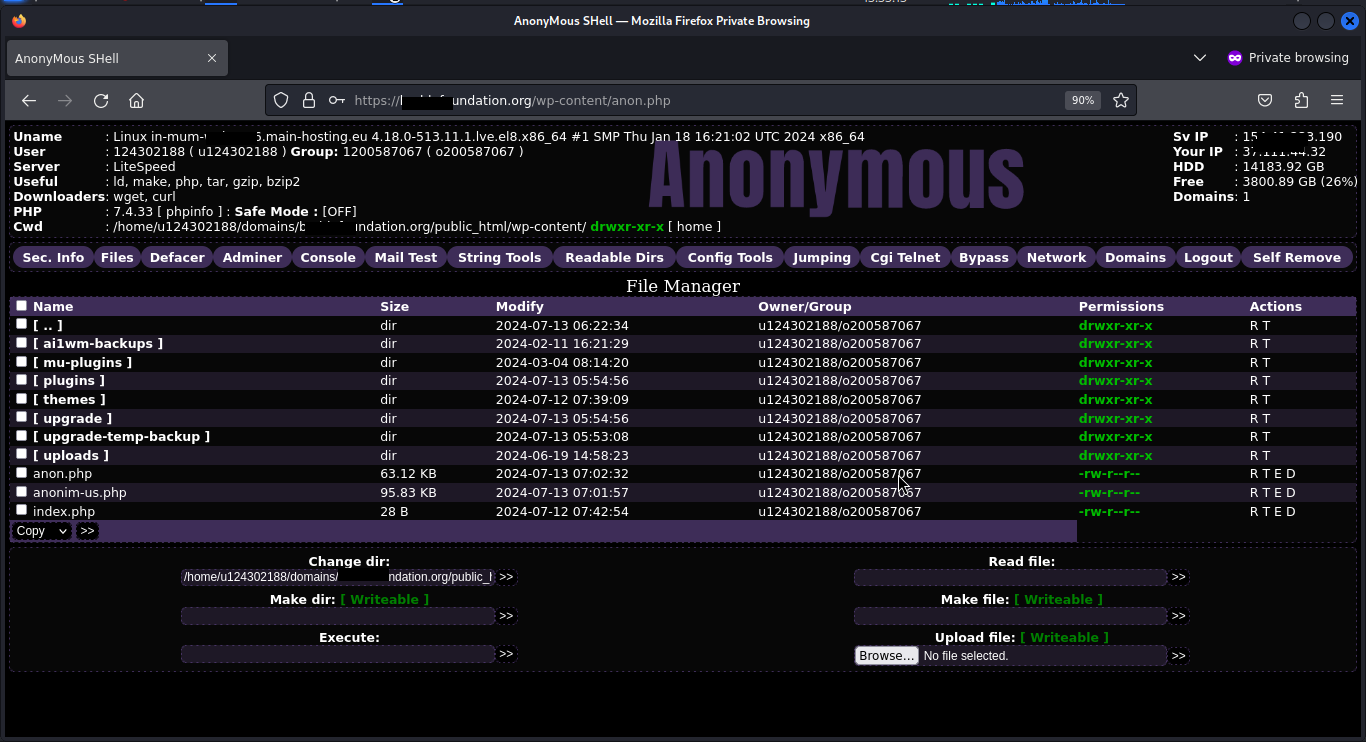 AnonyMous SHell — Mozilla Firefox Private Browsing
AnonyMous SHell
Private browsing
https:// undation.org/wp-content/anon.php
90%
Uname : Linux in-mum- .main-hosting.eu 4.18.0-513.11.1.lve.el8.x86_64 #1 SMP Thu Jan 18 16:21:02 UTC 2024 x86_64
User : 124302188 ( u124302188 ) Group: 1200587067 ( o200587067 )
Server : LiteSpeed
Useful : ld, make, php, tar, gzip, bzip2
Downloaders: wget, curl
PHP : 7.4.33 [ phpinfo ] : Safe Mode : [OFF]
Cwd : /home/u124302188/domains/ undation.org/public_html/wp-content/ drwxr-xr-x [ home ]
Anonymous
Sv IP :
Your IP :
HDD : 14183.92 GB
Free : 3800.89 GB (26%)
Domains: 1
Sec. Info Files Defacer Adminer Console Mail Test String Tools Readable Dirs Config Tools Jumping Cgi Telnet Bypass Network Domains Logout Self Remove
File Manager
Name Size Modify Owner/Group Permissions Actions
[ .. ] dir 2024-07-13 06:22:34 u124302188/o200587067 drwxr-xr-x R T
[ ai1wm-backups ] dir 2024-02-11 16:21:29 u124302188/o200587067 drwxr-xr-x R T
[ mu-plugins ] dir 2024-03-04 08:14:20 u124302188/o200587067 drwxr-xr-x R T
[ plugins ] dir 2024-07-13 05:54:56 u124302188/o200587067 drwxr-xr-x R T
[ themes ] dir 2024-07-12 07:39:09 u124302188/o200587067 drwxr-xr-x R T
[ upgrade ] dir 2024-07-13 05:54:56 u124302188/o200587067 drwxr-xr-x R T
[ upgrade-temp-backup ] dir 2024-07-13 05:53:08 u124302188/o200587067 drwxr-xr-x R T
[ uploads ] dir 2024-06-19 14:58:23 u124302188/o200587067 drwxr-xr-x R T
anon.php 63.12 KB 2024-07-13 07:02:32 u124302188/o200587067 -rw-r--r-- R T E D
anonim-us.php 95.83 KB 2024-07-13 07:01:57 u124302188/o200587067 -rw-r--r-- R T E D
index.php 28 B 2024-07-12 07:42:54 u124302188/o200587067 -rw-r--r-- R T E D
Copy >>
Change dir:
/home/u124302188/domains/ ndation.org/public_h >>
Make dir: [ Writeable ]
>>
Execute:
>>
Read file:
>>
Make file: [ Writeable ]
>>
Upload file: [ Writeable ]
Browse... No file selected. >>